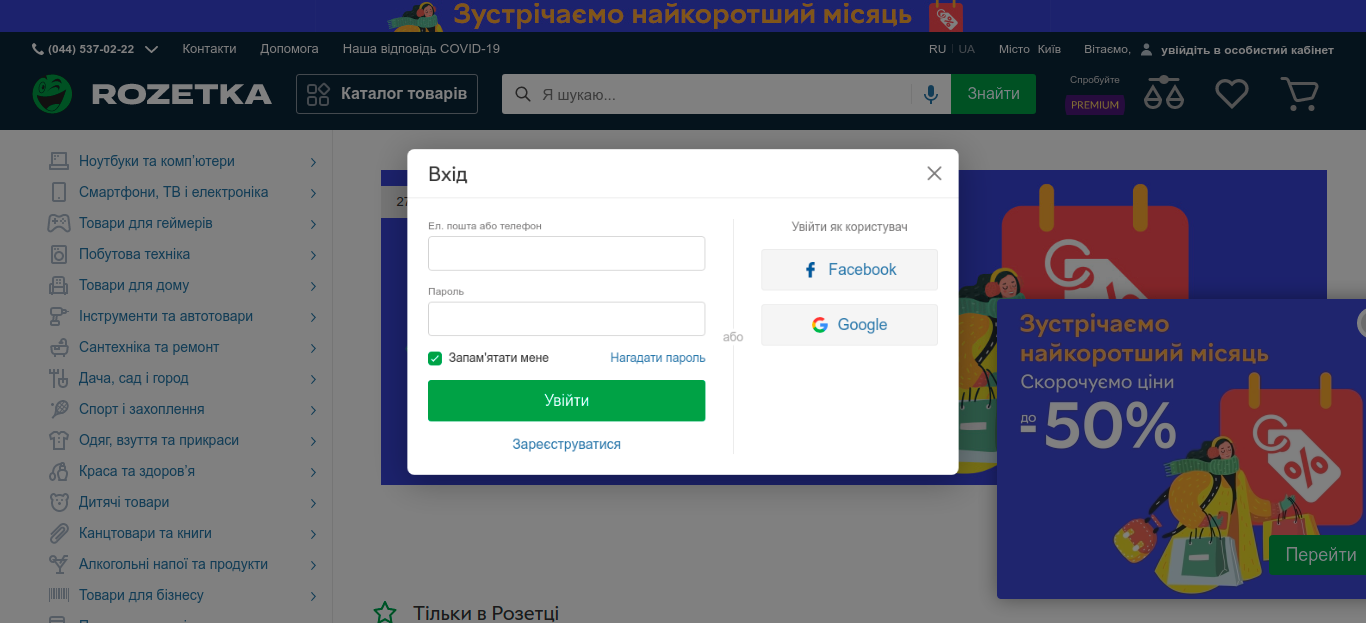 Зустрічаємо найкоротший місяць
(044) 537-02-22 Контакти Допомога Наша відповідь COVID-19 RU UA Місто Київ Вітаємо, увійдіть в особистий кабінет
ROZETKA Каталог товарів Я шукаю... Знайти
Спробуйте
PREMIUM
Ноутбуки та комп'ютери
Смартфони, ТВ і електроніка
Товари для геймерів
Побутова техніка
Товари для дому
Інструменти та автотовари
Сантехніка та ремонт
Дача, сад і город
Спорт і захоплення
Одяг, взуття та прикраси
Краса та здоров'я
Дитячі товари
Канцтовари та книги
Алкогольні напої та продукти
Товари для бізнесу
Вхід
Ел. пошта або телефон
Пароль
Запам'ятати мене Нагадати пароль
Увійти
Зареєструватися
або
Увійти як користувач
Facebook
Google
Зустрічаємо
найкоротший місяць
Скорочуємо ціни
до
-50%
%
Перейти
Тільки в Розетці